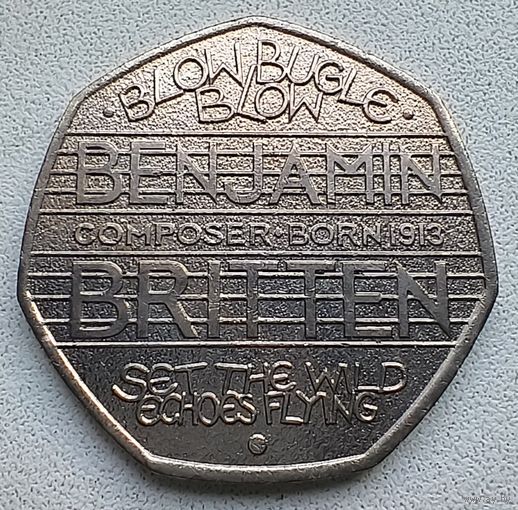 BLOW BUGLE
BLOW
BENJAMIN
COMPOSER·BORN 1913
BRITTEN
SET THE WILD
ECHOES FLYING